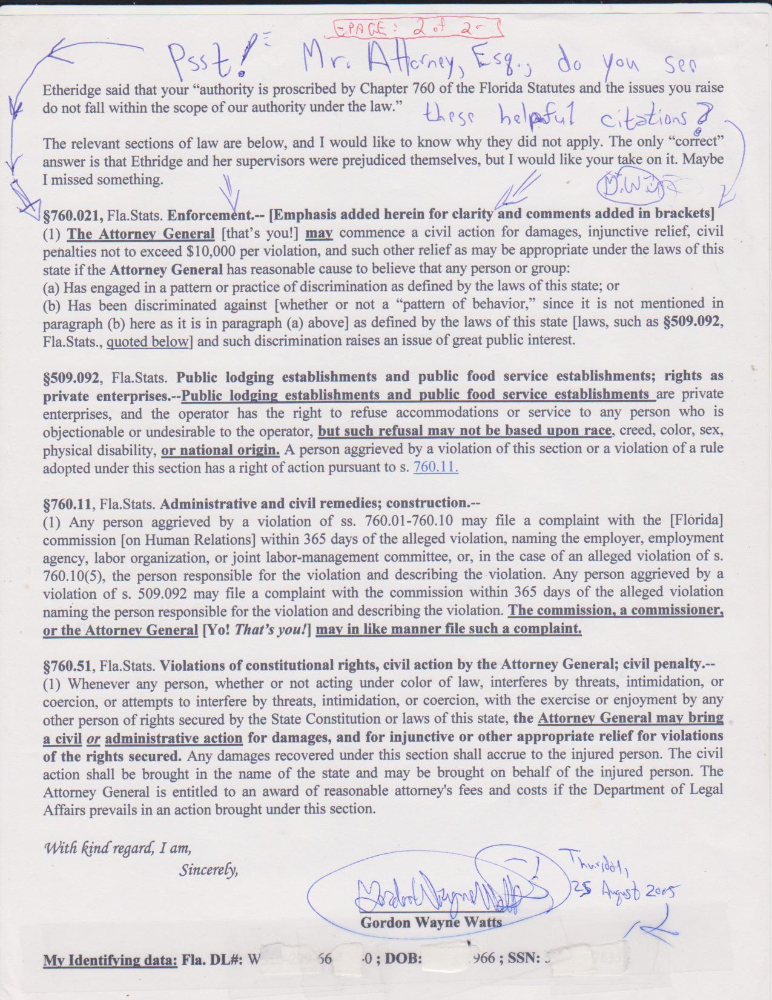 PAGE: 2 of 2
Psst! Mr. Attorney, Esq., do you see
Etheridge said that your “authority is proscribed by Chapter 760 of the Florida Statutes and the issues you raise
do not fall within the scope of our authority under the law.”
these helpful citations?
The relevant sections of law are below, and I would like to know why they did not apply. The only “correct”
answer is that Ethridge and her supervisors were prejudiced themselves, but I would like your take on it. Maybe
I missed something.
§760.021, Fla.Stats. Enforcement.-- [Emphasis added herein for clarity and comments added in brackets]
(1) The Attorney General [that’s you!] may commence a civil action for damages, injunctive relief, civil
penalties not to exceed $10,000 per violation, and such other relief as may be appropriate under the laws of this
state if the Attorney General has reasonable cause to believe that any person or group:
(a) Has engaged in a pattern or practice of discrimination as defined by the laws of this state; or
(b) Has been discriminated against [whether or not a “pattern of behavior,” since it is not mentioned in
paragraph (b) here as it is in paragraph (a) above] as defined by the laws of this state [laws, such as §509.092,
Fla.Stats., quoted below] and such discrimination raises an issue of great public interest.
§509.092, Fla.Stats. Public lodging establishments and public food service establishments; rights as
private enterprises.--Public lodging establishments and public food service establishments are private
enterprises, and the operator has the right to refuse accommodations or service to any person who is
objectionable or undesirable to the operator, but such refusal may not be based upon race, creed, color, sex,
physical disability, or national origin. A person aggrieved by a violation of this section or a violation of a rule
adopted under this section has a right of action pursuant to s. 760.11.
§760.11, Fla.Stats. Administrative and civil remedies; construction.--
(1) Any person aggrieved by a violation of ss. 760.01-760.10 may file a complaint with the [Florida]
commission [on Human Relations] within 365 days of the alleged violation, naming the employer, employment
agency, labor organization, or joint labor-management committee, or, in the case of an alleged violation of s.
760.10(5), the person responsible for the violation and describing the violation. Any person aggrieved by a
violation of s. 509.092 may file a complaint with the commission within 365 days of the alleged violation
naming the person responsible for the violation and describing the violation. The commission, a commissioner,
or the Attorney General [Yo! That’s you!] may in like manner file such a complaint.
§760.51, Fla.Stats. Violations of constitutional rights, civil action by the Attorney General; civil penalty.--
(1) Whenever any person, whether or not acting under color of law, interferes by threats, intimidation, or
coercion, or attempts to interfere by threats, intimidation, or coercion, with the exercise or enjoyment by any
other person of rights secured by the State Constitution or laws of this state, the Attorney General may bring
a civil or administrative action for damages, and for injunctive or other appropriate relief for violations
of the rights secured. Any damages recovered under this section shall accrue to the injured person. The civil
action shall be brought in the name of the state and may be brought on behalf of the injured person. The
Attorney General is entitled to an award of reasonable attorney's fees and costs if the Department of Legal
Affairs prevails in an action brought under this section.
With kind regard, I am,
Sincerely,
Thursday,
25 August 2005
Gordon Wayne Watts
Gordon Wayne Watts
My Identifying data: Fla. DL#: W 66 -0 ; DOB: 966 ; SSN: